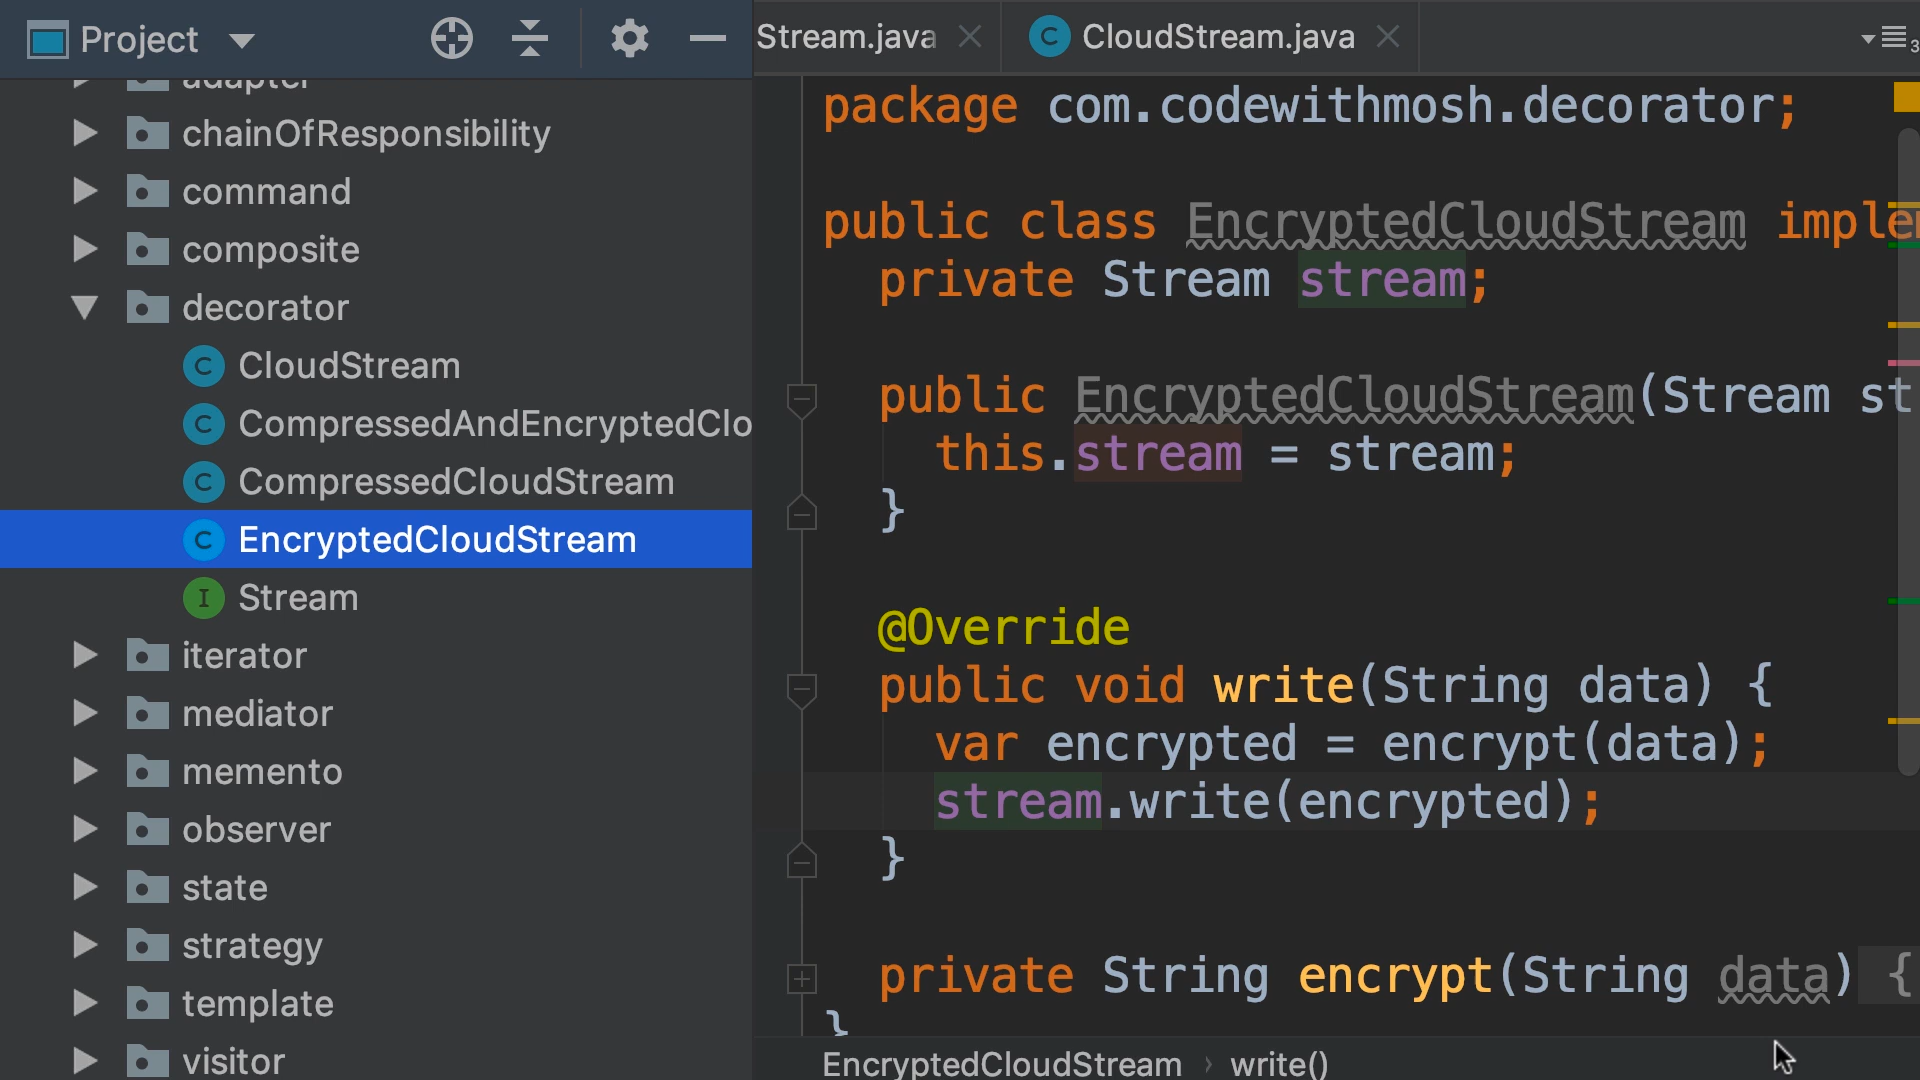 Project
adapter
chainOfResponsibility
command
composite
decorator
CloudStream
CompressedAndEncryptedClo
CompressedCloudStream
EncryptedCloudStream
Stream
iterator
mediator
memento
observer
state
strategy
template
visitor
Stream.java
CloudStream.java
3
package com.codewithmosh.decorator;
public class EncryptedCloudStream imple
private Stream stream;
public EncryptedCloudStream(Stream st
this.stream = stream;
}
@Override
public void write(String data) {
var encrypted = encrypt(data);
stream.write(encrypted);
}
private String encrypt(String data) {
}
EncryptedCloudStream › write()